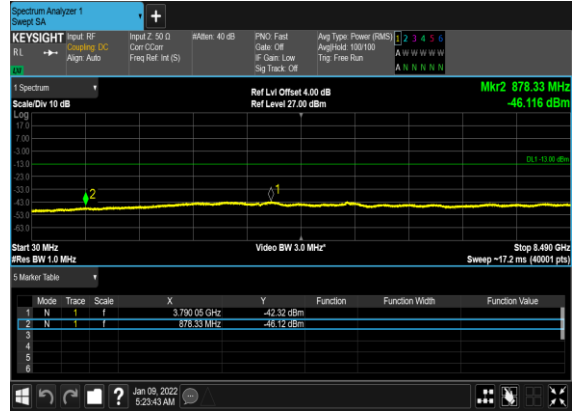 Spectrum Analyzer 1
Swept SA
+
KEYSIGHT Input: RF Input Z: 50 Ω #Atten: 40 dB PNO: Fast Avg Type: Power (RMS) 1 2 3 4 5 6
RL Coupling: DC Corr CCorr Gate: Off Avg|Hold: 100/100 A W W W W W
Align: Auto Freq Ref: Int (S) IF Gain: Low Trig: Free Run
Sig Track: Off A N N N N N
1 Spectrum Ref Lvl Offset 4.00 dB Mkr2 878.33 MHz
Scale/Div 10 dB Ref Level 27.00 dBm -46.116 dBm
Log
17.0
7.00
-3.00
-13.0 DL1 -13.00 dBm
-23.0
-33.0
-43.0
-53.0
-63.0
2
1
Start 30 MHz Video BW 3.0 MHz* Stop 8.490 GHz
#Res BW 1.0 MHz Sweep ~17.2 ms (40001 pts)
5 Marker Table
Mode Trace Scale X Y Function Function Width Function Value
1 N 1 f 3.790 05 GHz -42.32 dBm
2 N 1 f 878.33 MHz -46.12 dBm
3
4
5
6
? Jan 09, 2022
5:23:43 AM